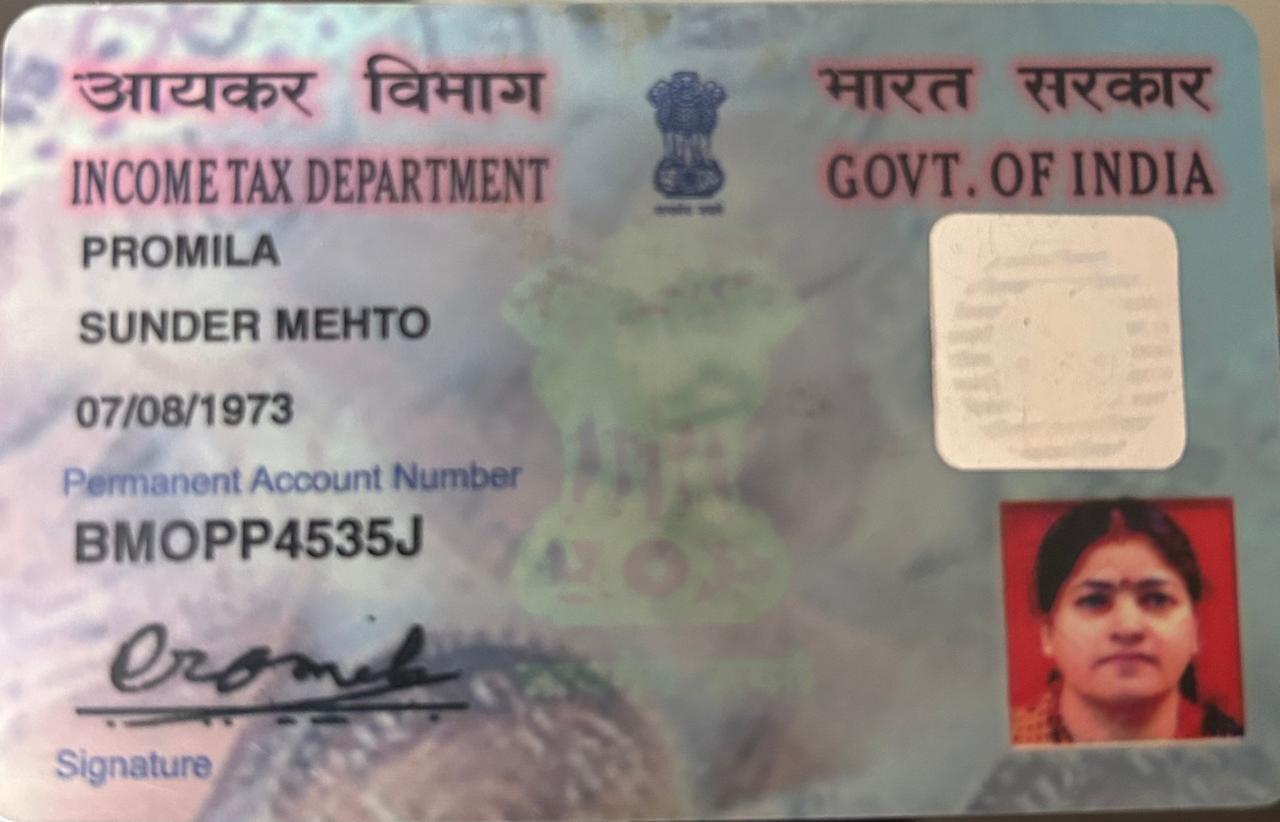 आयकर विभाग
भारत सरकार
INCOME TAX DEPARTMENT
GOVT. OF INDIA
PROMILA
SUNDER MEHTO
07/08/1973
Permanent Account Number
BMOPP4535J
Promila
Signature